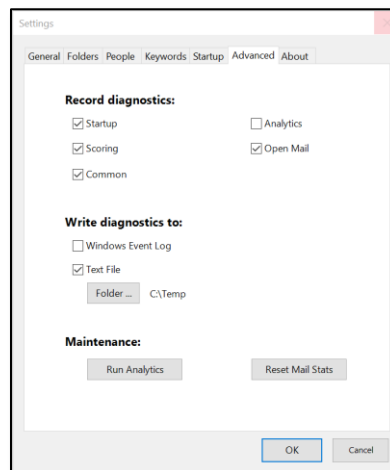 Settings
General Folders People Keywords Startup Advanced About
Record diagnostics:
Startup Analytics
Scoring Open Mail
Common
Write diagnostics to:
Windows Event Log
Text File
Folder ... C:\Temp
Maintenance:
Run Analytics Reset Mail Stats
OK Cancel